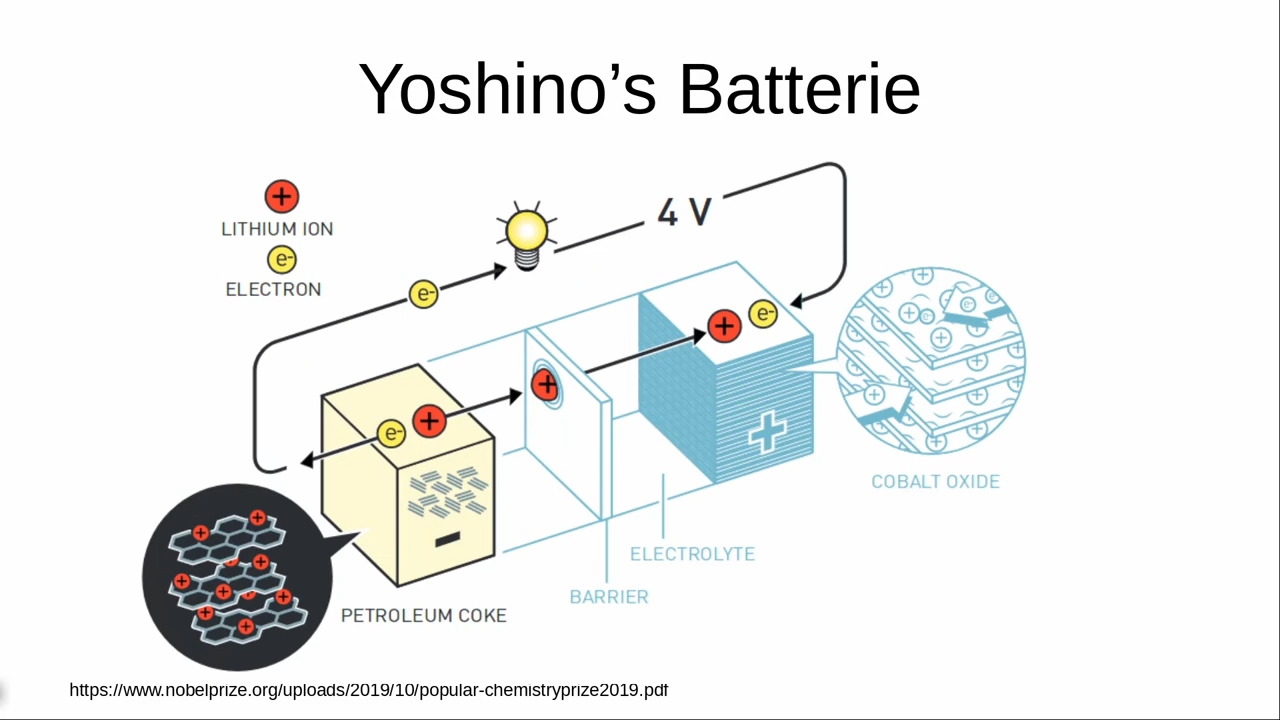 Yoshino’s Batterie
+
LITHIUM ION
e-
ELECTRON
4 V
e-
+
e-
+
e-
+
COBALT OXIDE
ELECTROLYTE
BARRIER
PETROLEUM COKE
https://www.nobelprize.org/uploads/2019/10/popular-chemistryprize2019.pdf